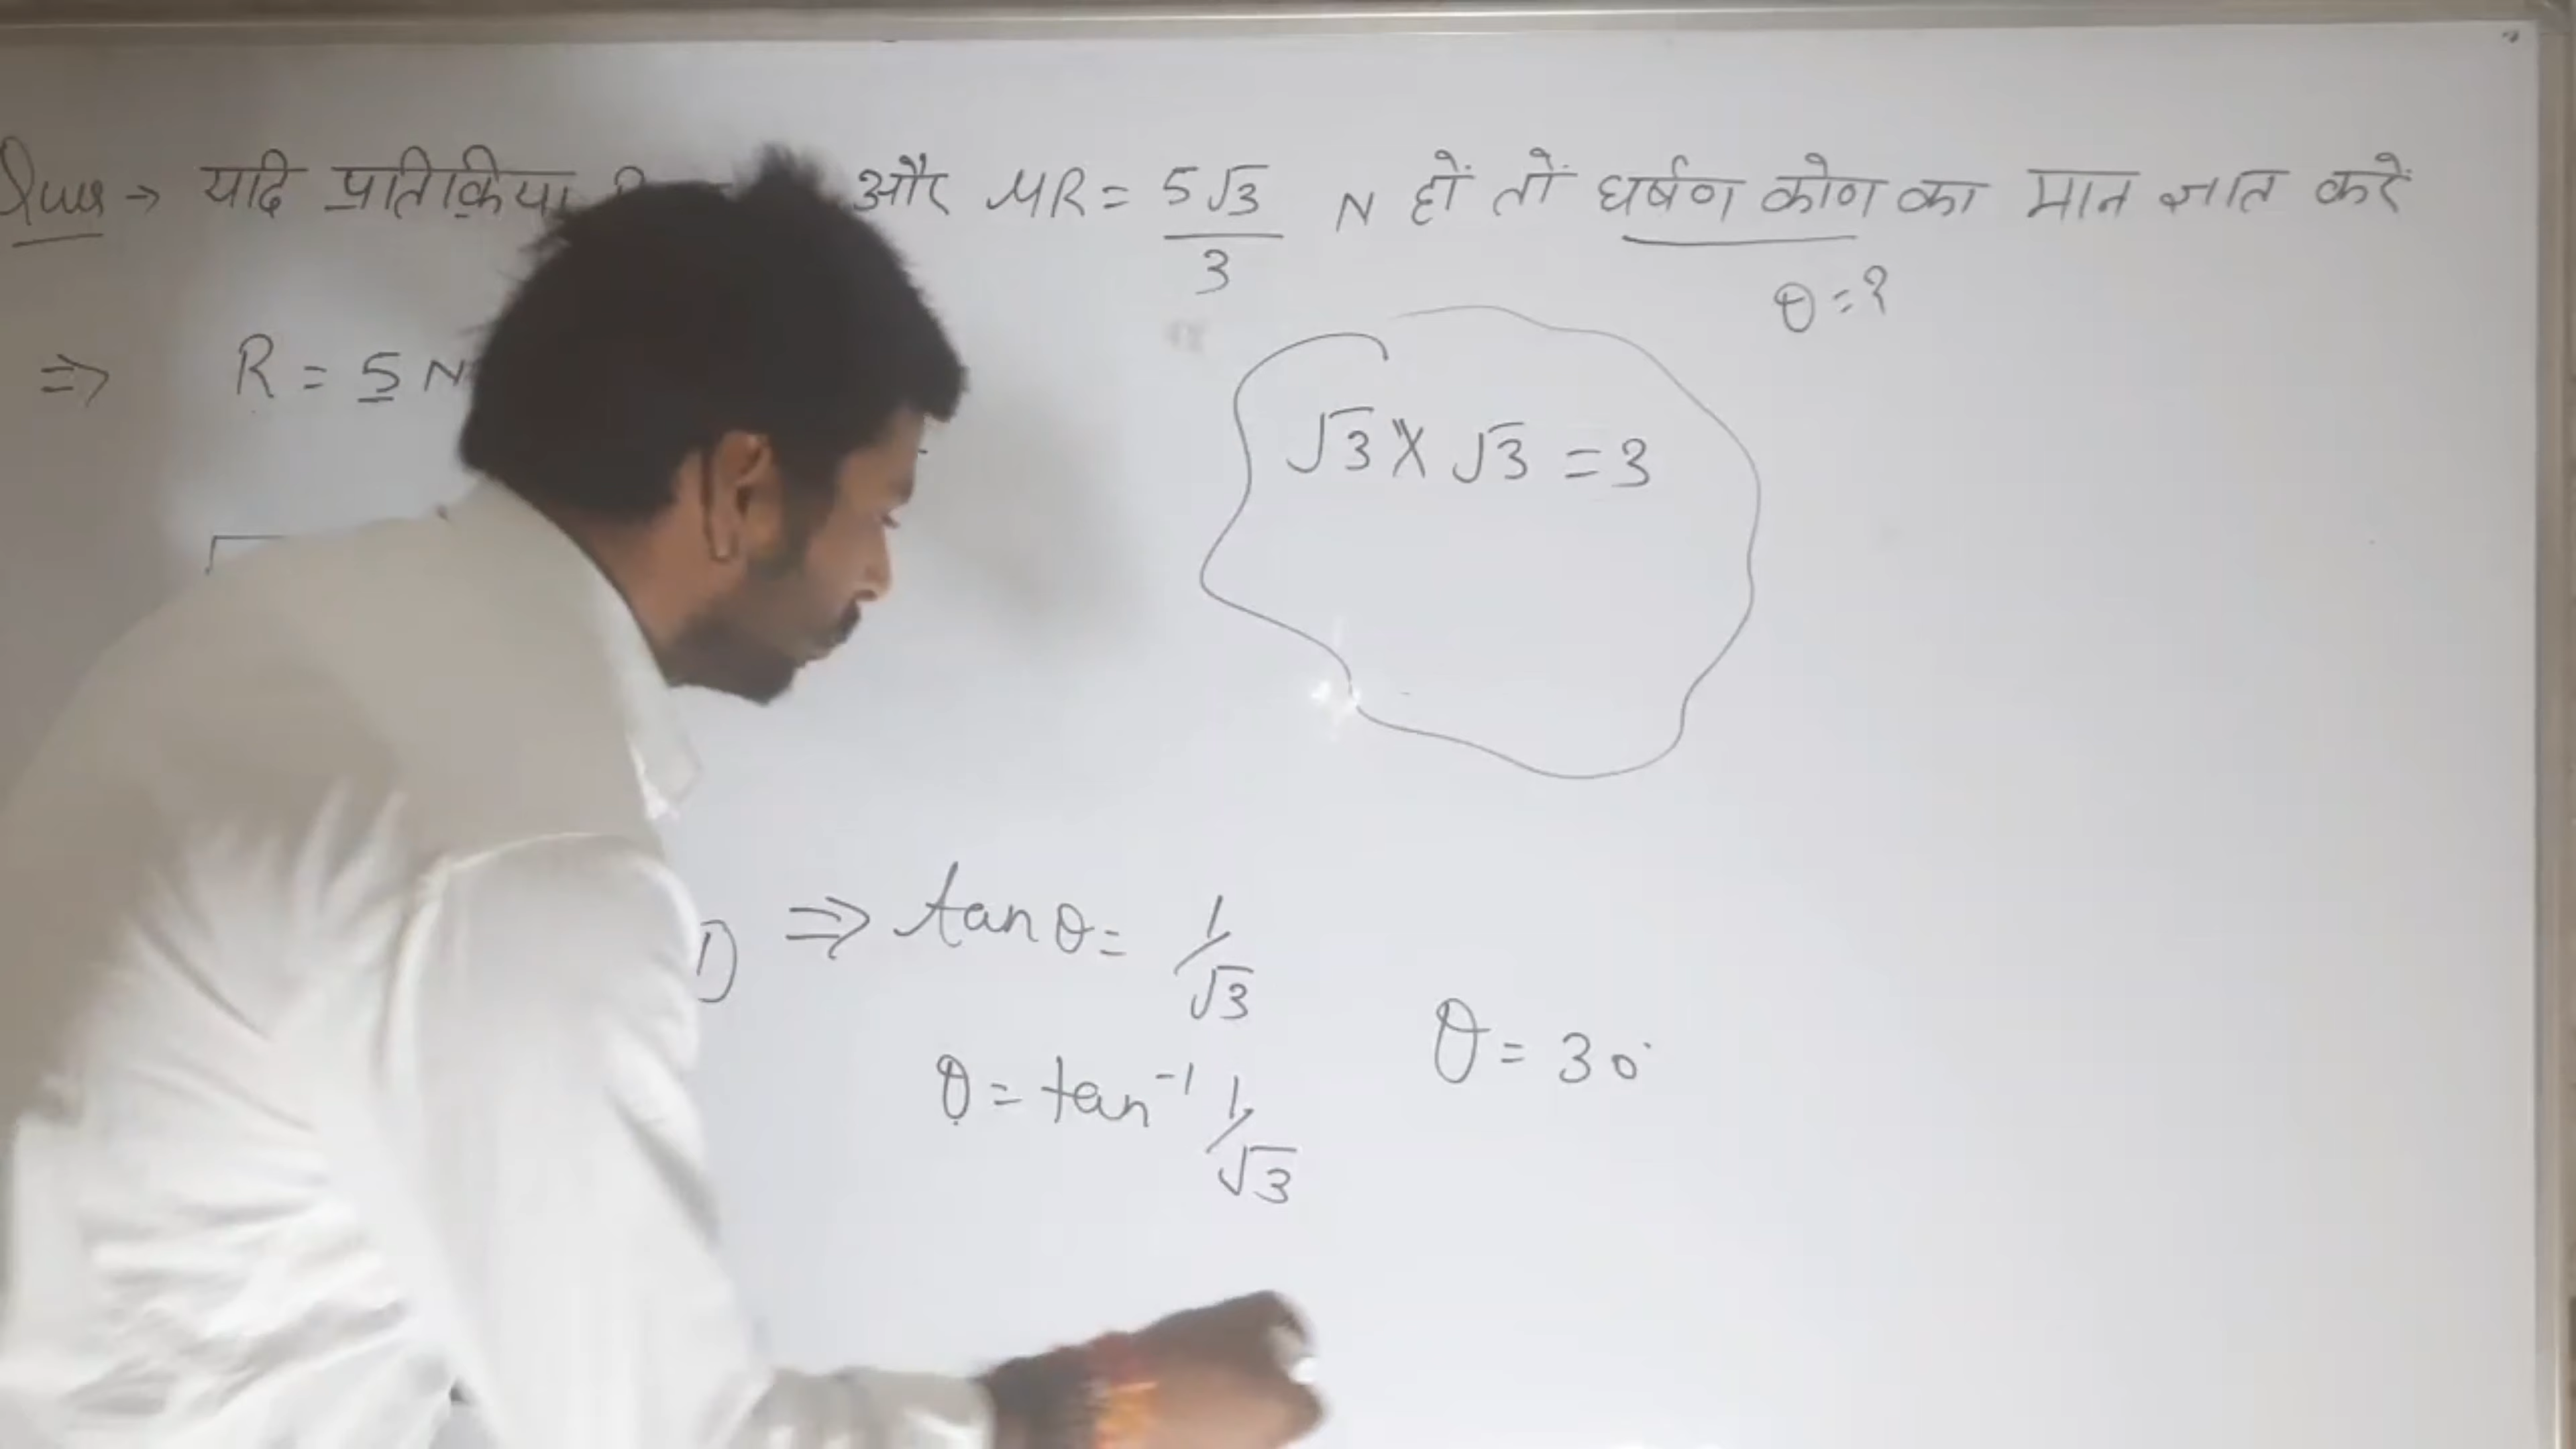 Ques → यदि प्रतिक्रिया और μR = 5√3/3 N हों तों घर्षण कोण का मान ज्ञात करें
θ = ?
⇒ R = 5 N
√3 X √3 = 3
1) ⇒ tan θ = 1/√3
θ = tan⁻¹ 1/√3
θ = 30°